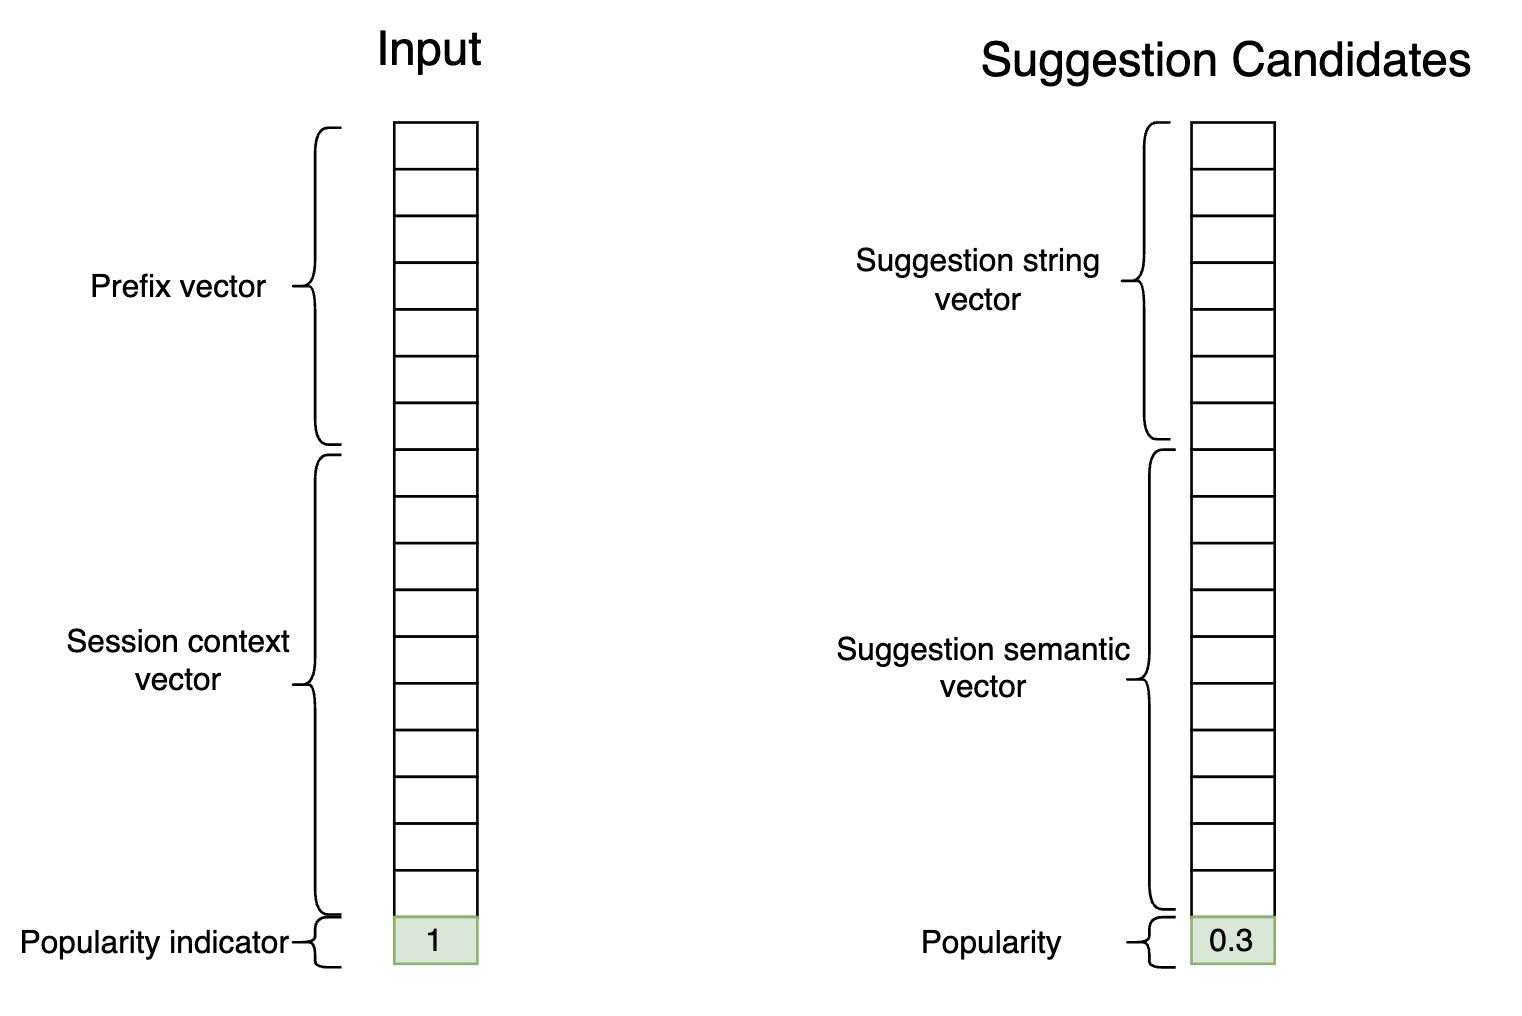 Input
Prefix vector
Session context
vector
Popularity indicator
1
Suggestion Candidates
Suggestion string
vector
Suggestion semantic
vector
Popularity
0.3